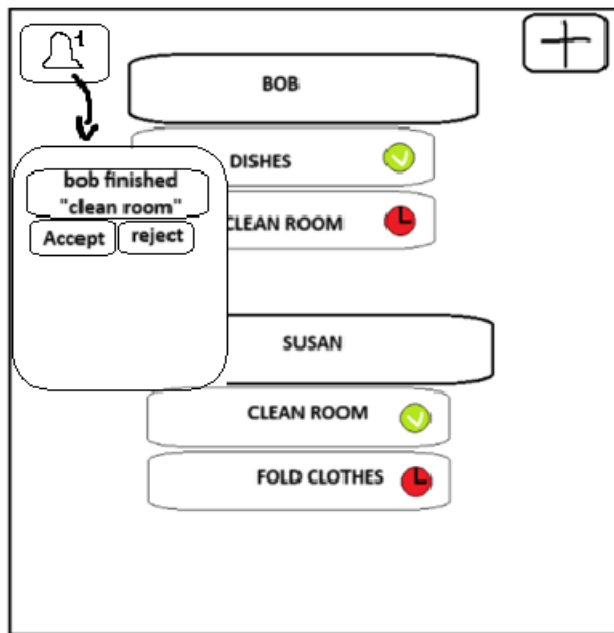 1
BOB
DISHES
CLEAN ROOM
bob finished
"clean room"
Accept
reject
SUSAN
CLEAN ROOM
FOLD CLOTHES